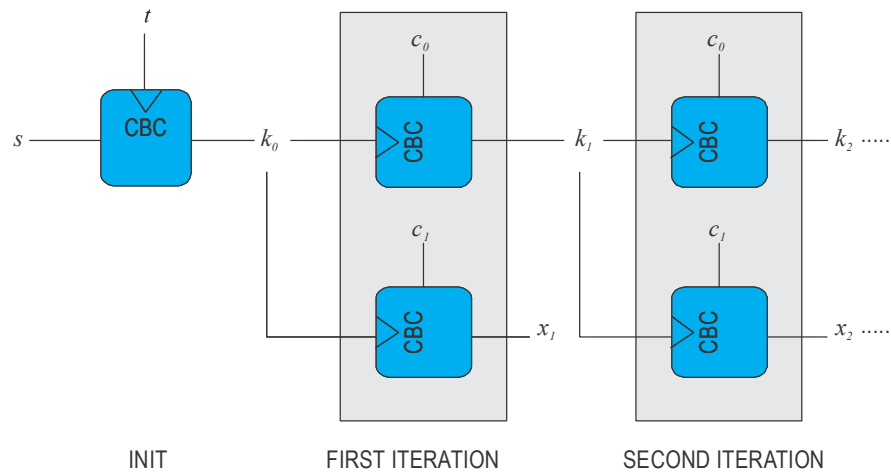 t
s
CBC
k₀
c₀
CBC
k₁
c₀
CBC
k₂ .....
c₁
CBC
x₁
c₁
CBC
x₂ .....
INIT
FIRST ITERATION
SECOND ITERATION